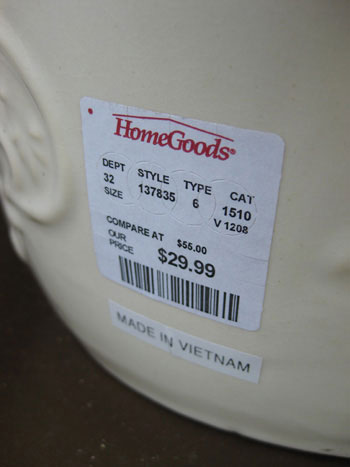 HomeGoods®
DEPT STYLE TYPE CAT
32 137835 6 1510
SIZE V 1208
COMPARE AT $55.00
OUR PRICE $29.99
MADE IN VIETNAM